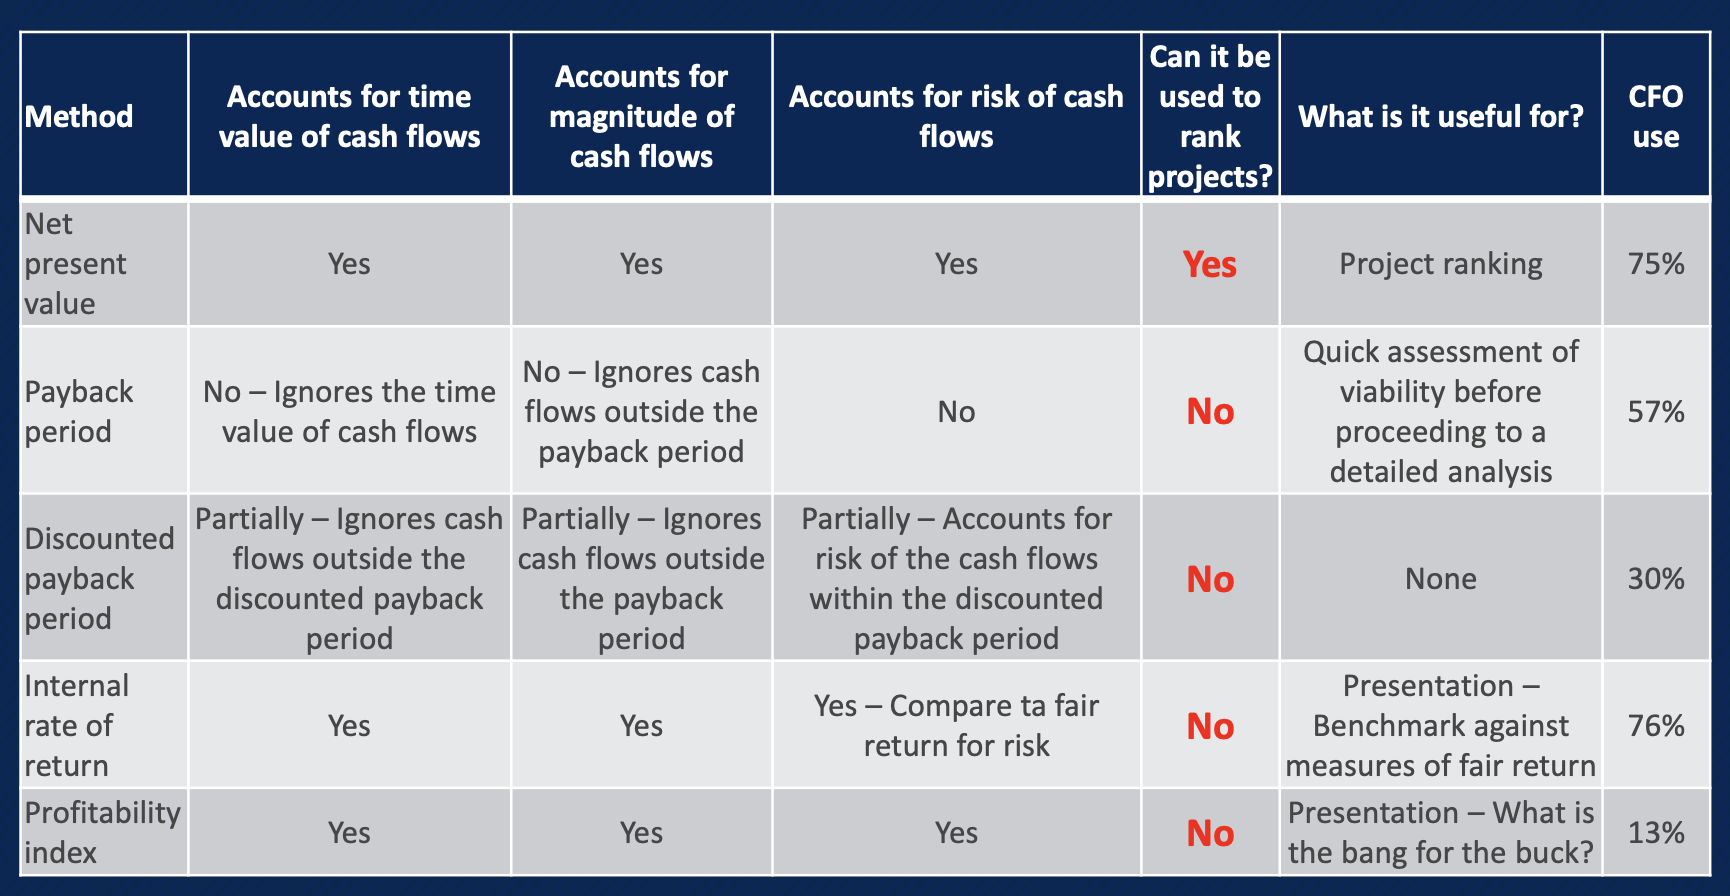 Method
Accounts for time
value of cash flows
Accounts for
magnitude of
cash flows
Accounts for risk of cash
flows
Can it be
used to
rank
projects?
What is it useful for?
CFO
use
Net
present
value
Yes
Yes
Yes
Yes
Project ranking
75%
Payback
period
No – Ignores the time
value of cash flows
No – Ignores cash
flows outside the
payback period
No
No
Quick assessment of
viability before
proceeding to a
detailed analysis
57%
Discounted
payback
period
Partially – Ignores cash
flows outside the
discounted payback
period
Partially – Ignores
cash flows outside
the payback
period
Partially – Accounts for
risk of the cash flows
within the discounted
payback period
No
None
30%
Internal
rate of
return
Yes
Yes
Yes – Compare ta fair
return for risk
No
Presentation –
Benchmark against
measures of fair return
76%
Profitability
index
Yes
Yes
Yes
No
Presentation – What is
the bang for the buck?
13%